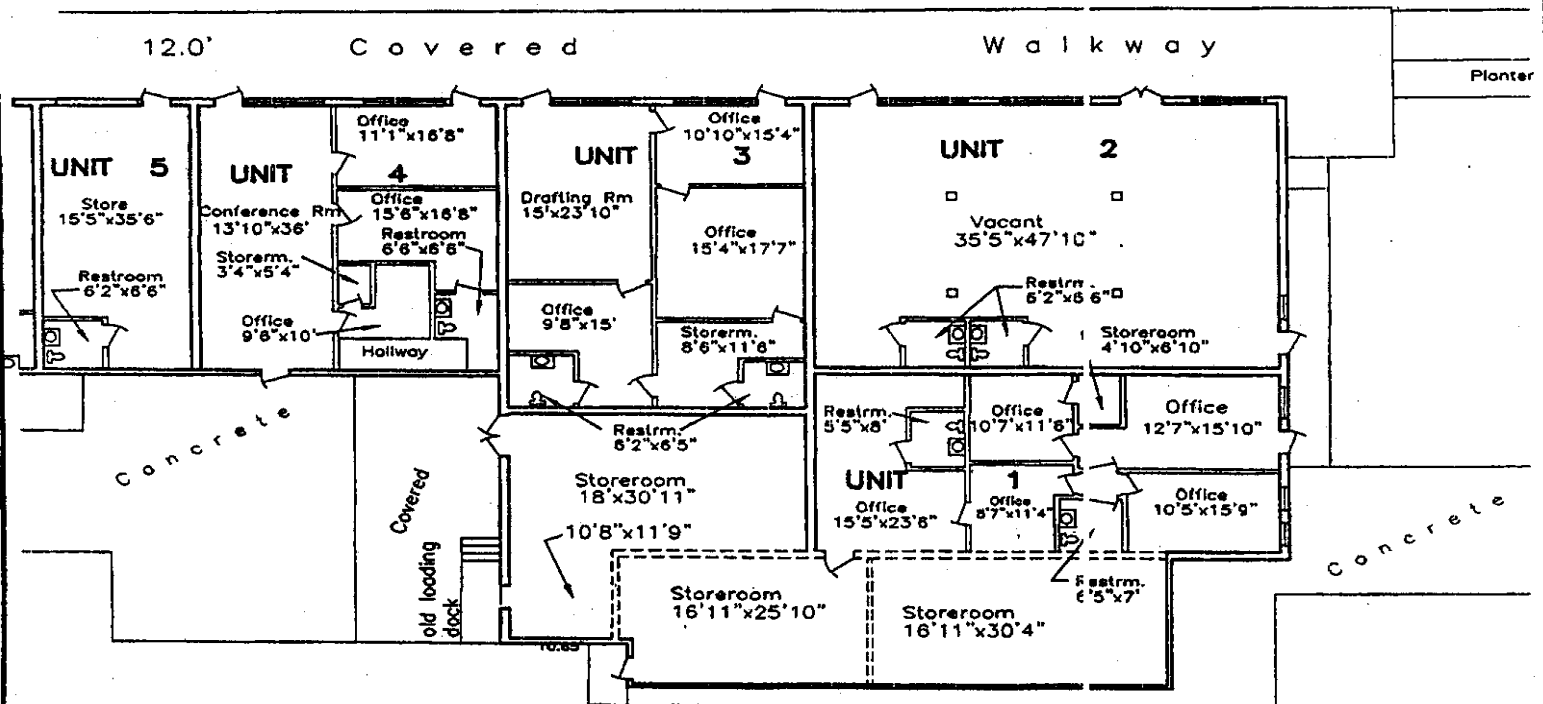 12.0' Covered Walkway
Planter
UNIT 5
Store
15'5"x35'6"
Restroom
6'2"x6'6"
UNIT 4
Conference Rm
13'10"x36'
Office
11'1"x16'8"
Office
15'6"x16'8"
Restroom
6'6"x6'6"
Storerm.
3'4"x5'4"
Office
9'6"x10'
Hallway
UNIT 3
Drafting Rm
15'x23'10"
Office
10'10"x15'4"
Office
15'4"x17'7"
Office
9'8"x15'
Storerm.
8'6"x11'6"
Restrm.
6'2"x6'5"
UNIT 2
Vacant
35'5"x47'10"
Restrm.
6'2"x6'6"
Storeroom
4'10"x6'10"
UNIT 1
Restrm.
5'5"x8'
Office
10'7"x11'6"
Office
12'7"x15'10"
Office
15'5"x23'6"
Office
8'7"x11'4"
Office
10'5"x15'9"
Restrm.
6'5"x7'
Storeroom
18'x30'11"
10'8"x11'9"
Storeroom
16'11"x25'10"
Storeroom
16'11"x30'4"
Concrete
Covered
old loading
dock
Concrete